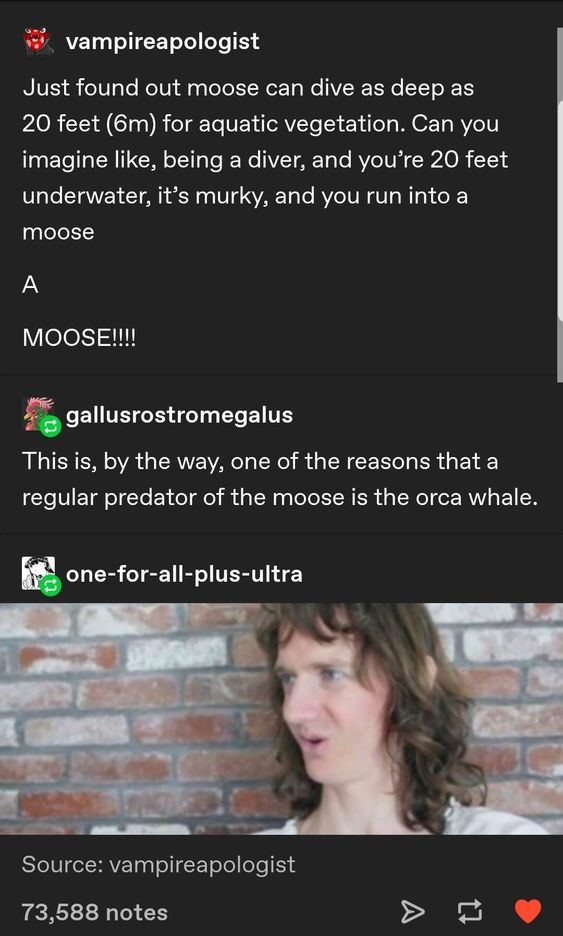 vampireapologist
Just found out moose can dive as deep as
20 feet (6m) for aquatic vegetation. Can you
imagine like, being a diver, and you’re 20 feet
underwater, it’s murky, and you run into a
moose
A
MOOSE!!!!
gallusrostromegalus
This is, by the way, one of the reasons that a
regular predator of the moose is the orca whale.
one-for-all-plus-ultra
Source: vampireapologist
73,588 notes